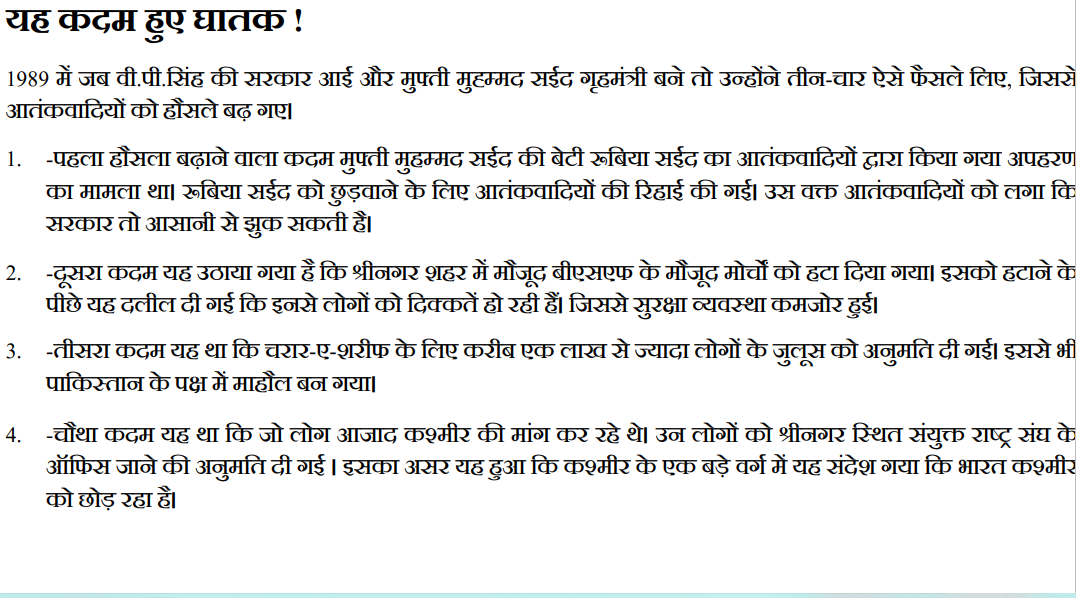 यह कदम हुए घातक !
1989 में जब वी.पी.सिंह की सरकार आई और मुफ्ती मुहम्मद सईद गृहमंत्री बने तो उन्होंने तीन-चार ऐसे फैसले लिए, जिससे
आतंकवादियों को हौसले बढ़ गए।
1. -पहला हौसला बढ़ाने वाला कदम मुफ्ती मुहम्मद सईद की बेटी रूबिया सईद का आतंकवादियों द्वारा किया गया अपहरण
का मामला था। रूबिया सईद को छुड़वाने के लिए आतंकवादियों की रिहाई की गई। उस वक्त आतंकवादियों को लगा कि
सरकार तो आसानी से झुक सकती है।
2. -दूसरा कदम यह उठाया गया है कि श्रीनगर शहर में मौजूद बीएसएफ के मौजूद मोर्चों को हटा दिया गया। इसको हटाने के
पीछे यह दलील दी गई कि इनसे लोगों को दिक्कतें हो रही हैं। जिससे सुरक्षा व्यवस्था कमजोर हुई।
3. -तीसरा कदम यह था कि चरार-ए-शरीफ के लिए करीब एक लाख से ज्यादा लोगों के जुलूस को अनुमति दी गई। इससे भी
पाकिस्तान के पक्ष में माहौल बन गया।
4. -चौथा कदम यह था कि जो लोग आजाद कश्मीर की मांग कर रहे थे। उन लोगों को श्रीनगर स्थित संयुक्त राष्ट्र संघ के
ऑफिस जाने की अनुमति दी गई । इसका असर यह हुआ कि कश्मीर के एक बड़े वर्ग में यह संदेश गया कि भारत कश्मीर
को छोड़ रहा है।